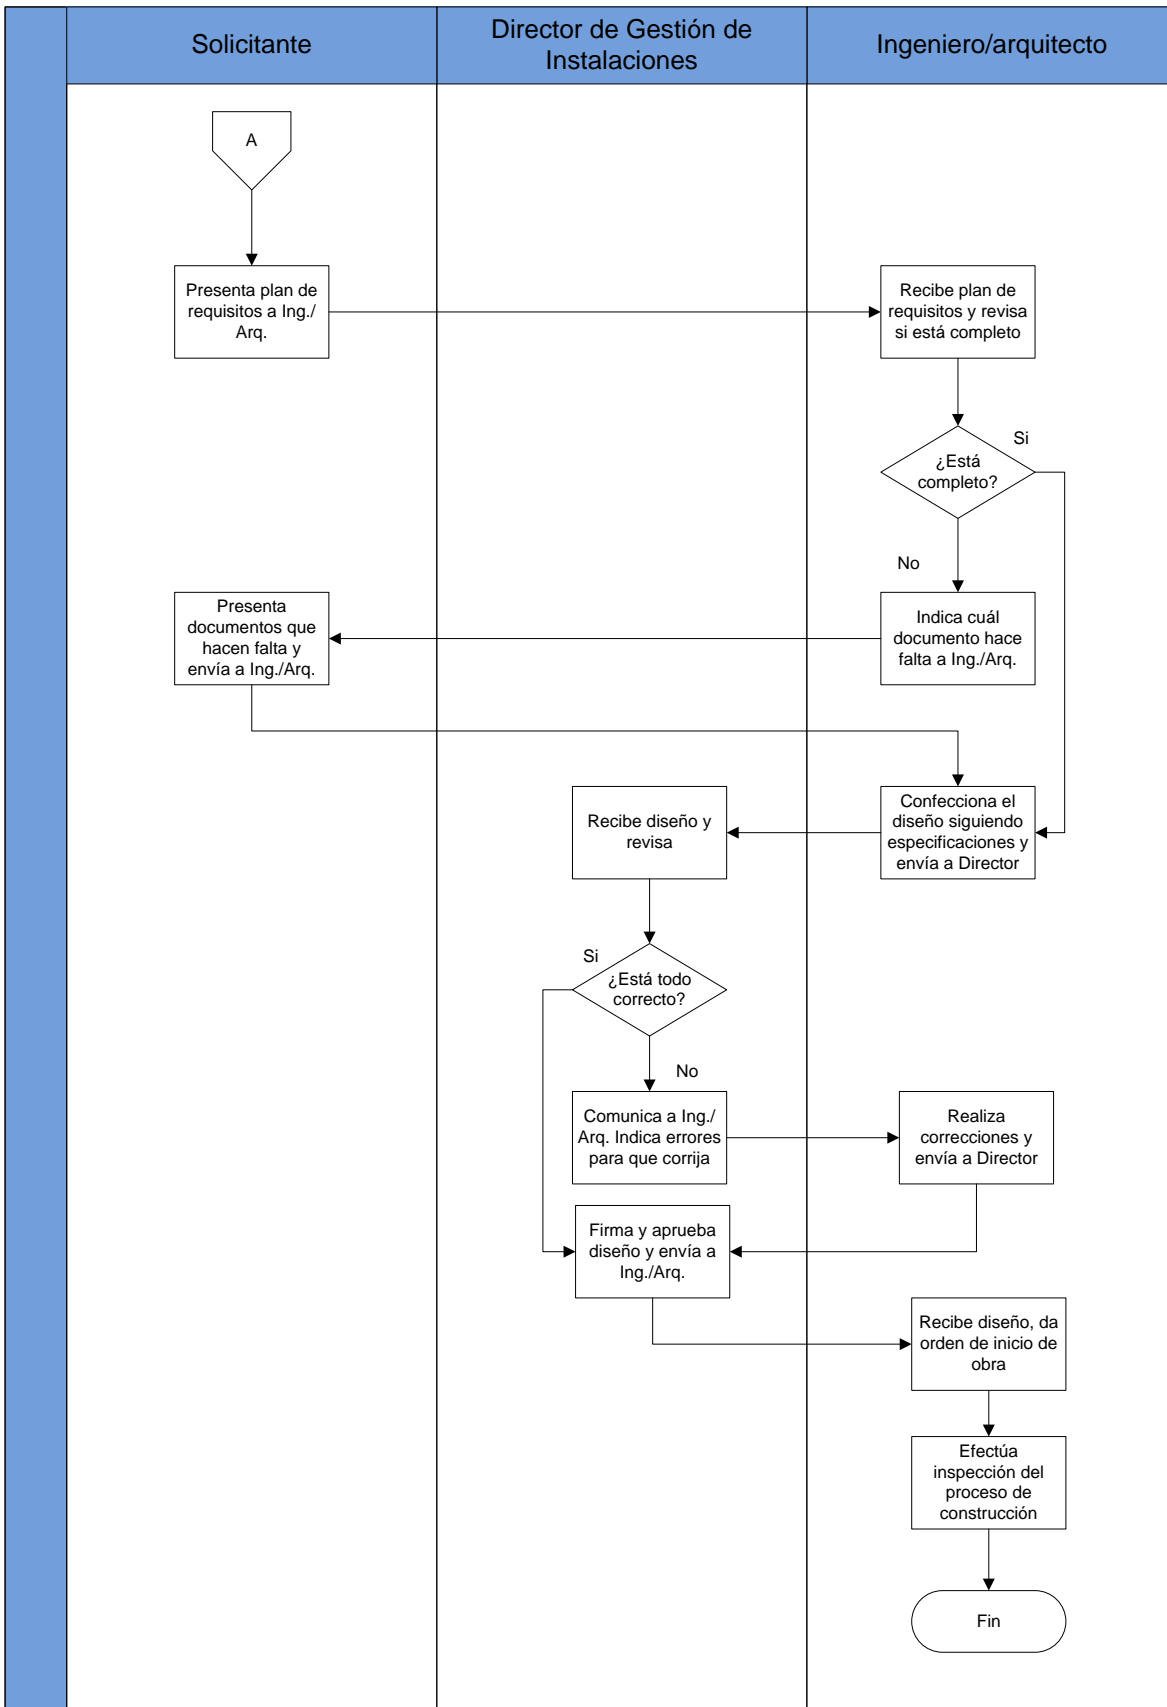 Solicitante
Director de Gestión de
Instalaciones
Ingeniero/arquitecto
A
Presenta plan de
requisitos a Ing./
Arq.
Recibe plan de
requisitos y revisa
si está completo
Si
¿Está
completo?
No
Presenta
documentos que
hacen falta y
envía a Ing./Arq.
Indica cuál
documento hace
falta a Ing./Arq.
Recibe diseño y
revisa
Confecciona el
diseño siguiendo
especificaciones y
envía a Director
Si
¿Está todo
correcto?
No
Comunica a Ing./
Arq. Indica errores
para que corrija
Realiza
correcciones y
envía a Director
Firma y aprueba
diseño y envía a
Ing./Arq.
Recibe diseño, da
orden de inicio de
obra
Efectúa
inspección del
proceso de
construcción
Fin